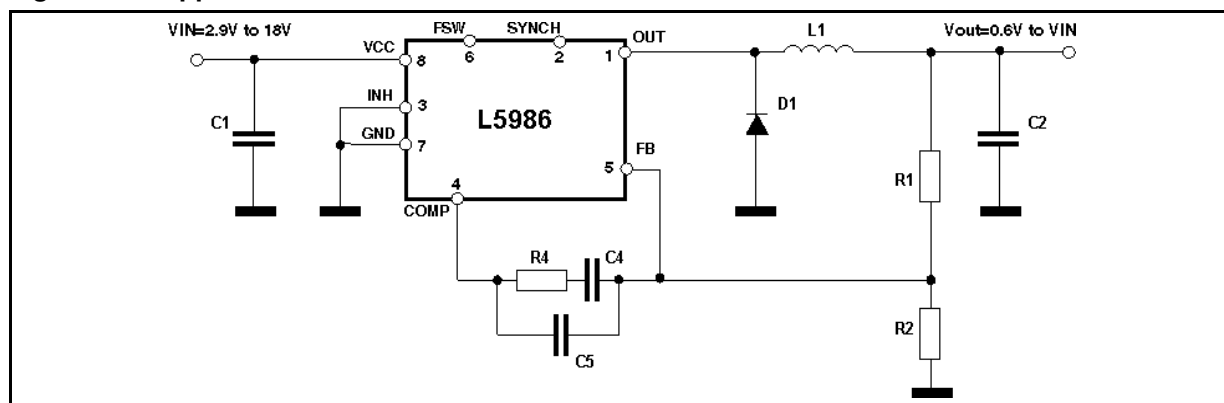 VIN=2.9V to 18V
FSW
SYNCH
OUT
L1
Vout=0.6V to VIN
VCC
8
6
2
1
INH
3
D1
C1
L5986
C2
GND
7
FB
5
R1
4
COMP
R4
C4
C5
R2